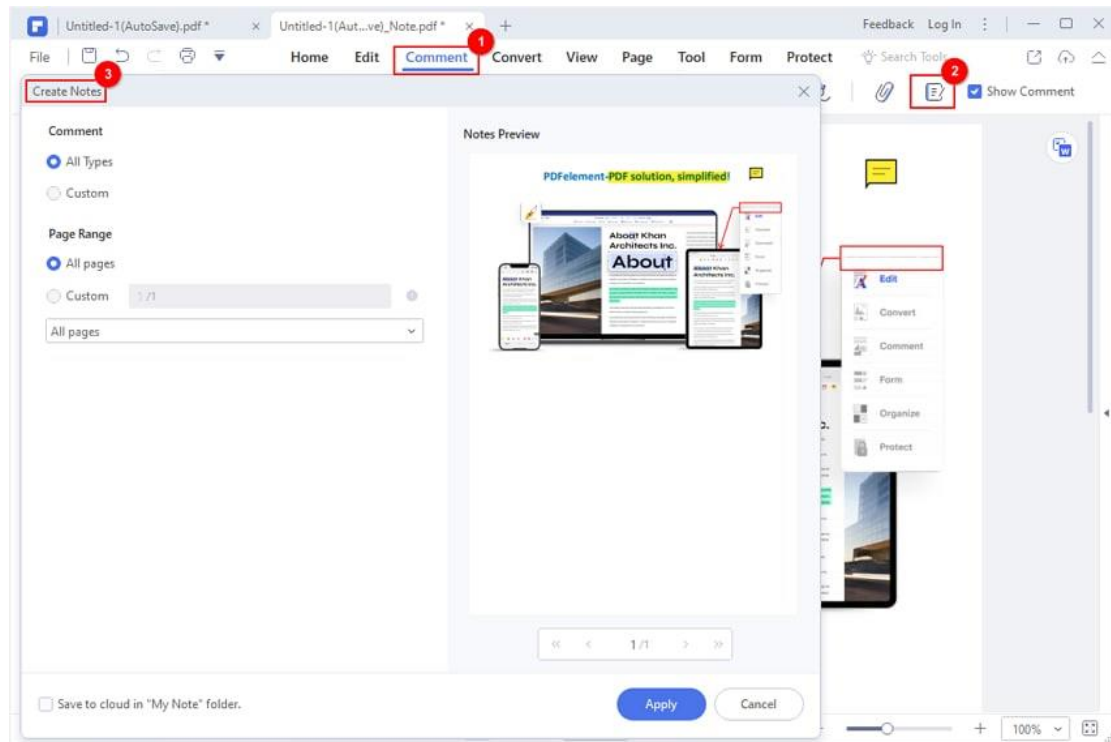 Untitled-1(AutoSave).pdf * × Untitled-1(Aut...ve)_Note.pdf * × + Feedback Log In
1
File Home Edit Comment Convert View Page Tool Form Protect Search Tools
3
2
Create Notes
Show Comment
Comment
All Types
Custom
Page Range
All pages
Custom 1 /1
All pages
Notes Preview
PDFelement-PDF solution, simplified!
About Khan
Architects Inc.
About
Edit
Edit
Convert
Comment
Form
Organize
Protect
<< < 1 /1 > >>
Save to cloud in "My Note" folder.
Apply
Cancel
100%